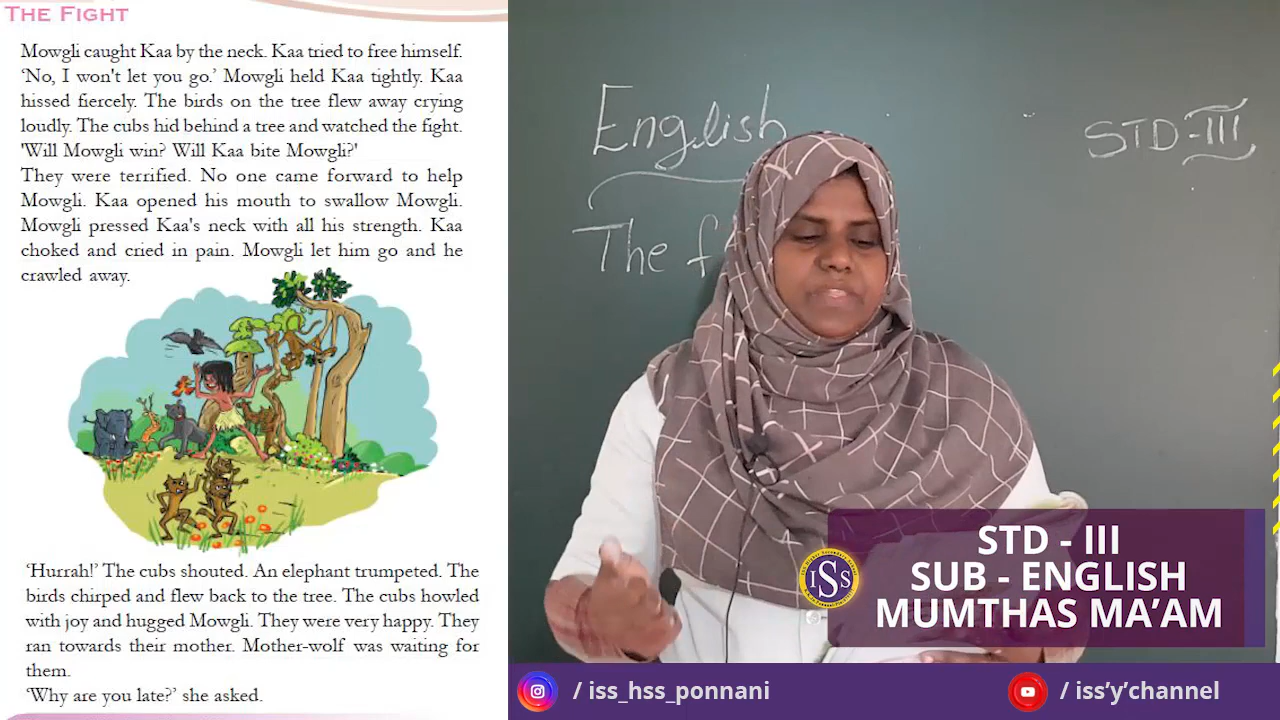 THE FIGHT
Mowgli caught Kaa by the neck. Kaa tried to free himself.
‘No, I won't let you go.’ Mowgli held Kaa tightly. Kaa
hissed fiercely. The birds on the tree flew away crying
loudly. The cubs hid behind a tree and watched the fight.
'Will Mowgli win? Will Kaa bite Mowgli?'
They were terrified. No one came forward to help
Mowgli. Kaa opened his mouth to swallow Mowgli.
Mowgli pressed Kaa's neck with all his strength. Kaa
choked and cried in pain. Mowgli let him go and he
crawled away.
‘Hurrah!’ The cubs shouted. An elephant trumpeted. The
birds chirped and flew back to the tree. The cubs howled
with joy and hugged Mowgli. They were very happy. They
ran towards their mother. Mother-wolf was waiting for
them.
‘Why are you late?’ she asked.
English
STD-III
The f
STD - III
SUB - ENGLISH
MUMTHAS MA’AM
ISS
/ iss_hss_ponnani
/ iss’y’channel